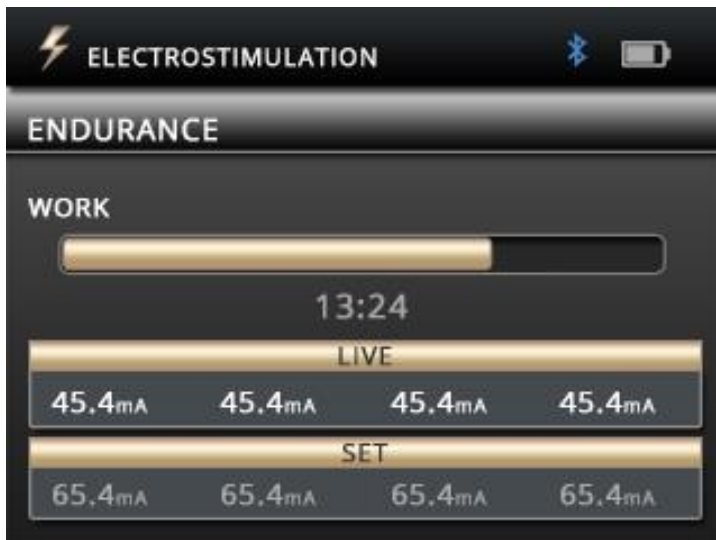 ELECTROSTIMULATION
ENDURANCE
WORK
13:24
LIVE
45.4mA 45.4mA 45.4mA 45.4mA
SET
65.4mA 65.4mA 65.4mA 65.4mA